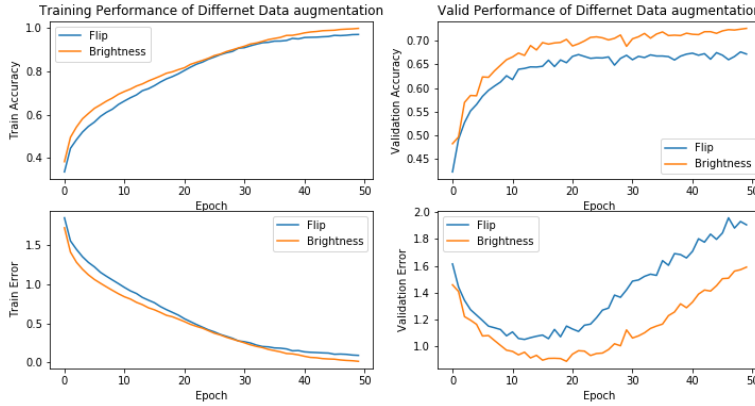 Training Performance of Differnet Data augmentation
Valid Performance of Differnet Data augmentation
1.0
0.8
0.6
0.4
Train Accuracy
Flip
Brightness
0 10 20 30 40 50
Epoch
0.70
0.65
0.60
0.55
0.50
0.45
Validation Accuracy
Flip
Brightness
0 10 20 30 40 50
Epoch
1.5
1.0
0.5
0.0
Train Error
Flip
Brightness
0 10 20 30 40 50
Epoch
2.0
1.8
1.6
1.4
1.2
1.0
Validation Error
Flip
Brightness
0 10 20 30 40 50
Epoch